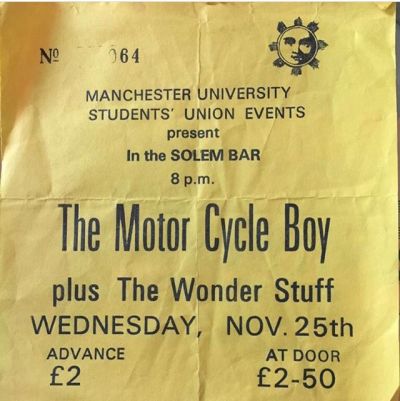 Nº 064
MANCHESTER UNIVERSITY
STUDENTS' UNION EVENTS
present
In the SOLEM BAR
8 p.m.
The Motor Cycle Boy
plus The Wonder Stuff
WEDNESDAY, NOV. 25th
ADVANCE AT DOOR
£2 £2-50